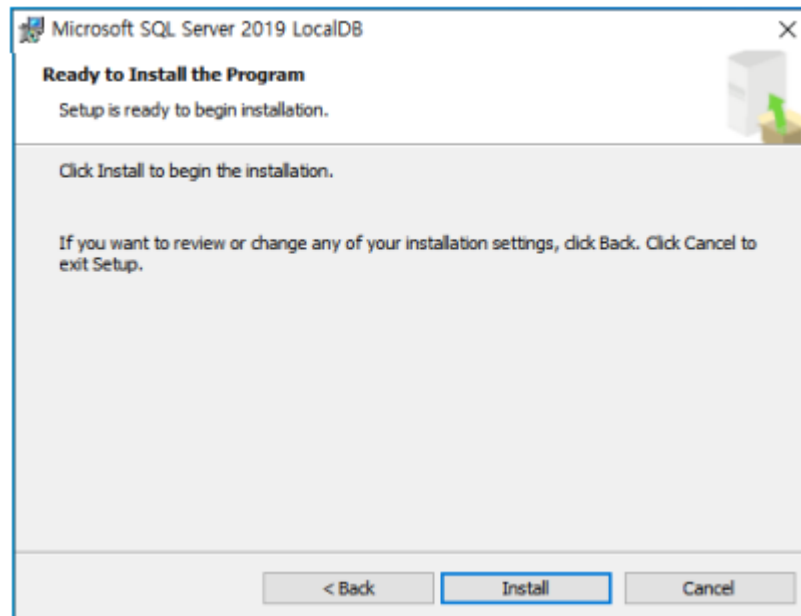 Microsoft SQL Server 2019 LocalDB
Ready to Install the Program
Setup is ready to begin installation.
Click Install to begin the installation.
If you want to review or change any of your installation settings, click Back. Click Cancel to
exit Setup.
< Back
Install
Cancel